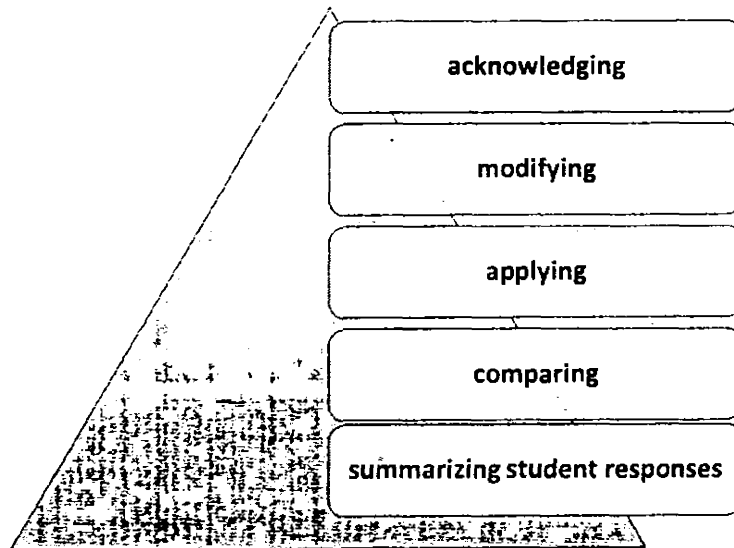 acknowledging
modifying
applying
comparing
summarizing student responses